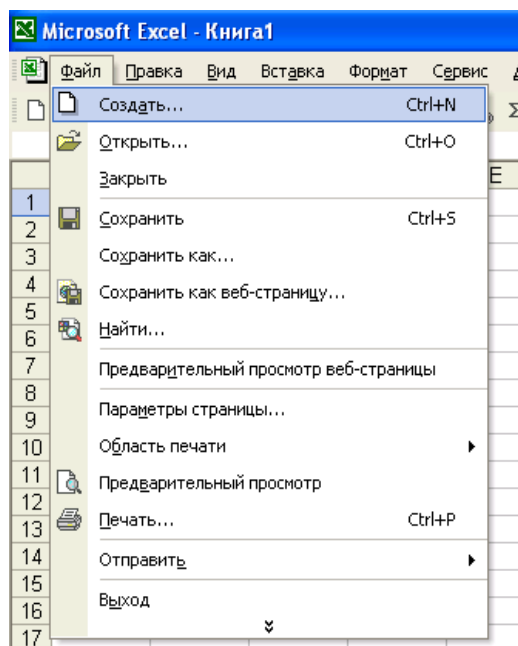 Microsoft Excel - Книга1
Файл Правка Вид Вставка Формат Сервис
Создать... Ctrl+N
Открыть... Ctrl+O
Закрыть
E
1
Сохранить Ctrl+S
2
Сохранить как...
3
Сохранить как веб-страницу...
4
5
Найти...
6
Предварительный просмотр веб-страницы
7
8
Параметры страницы...
9
Область печати
10
Предварительный просмотр
11
12
Печать... Ctrl+P
13
Отправить
14
15
Выход
16
17